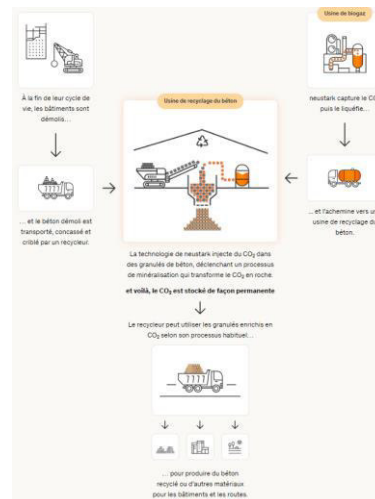 À la fin de leur cycle de
vie, les bâtiments sont
démolis...
... et le béton démoli est
transporté, concassé et
criblé par un recycleur.
Usine de biogaz
neustark capture le CO
puis le liquéfie...
... et l'achemine vers un
usine de recyclage du
béton.
Usine de recyclage du béton
La technologie de neustark injecte du CO₂ dans
des granulés de béton, déclenchant un processus
de minéralisation qui transforme le CO₂ en roche.
et voilà, le CO₂ est stocké de façon permanente
Le recycleur peut utiliser les granulés enrichis en
CO₂ selon son processus habituel...
... pour produire du béton
recyclé ou d'autres matériaux
pour les bâtiments et les routes.